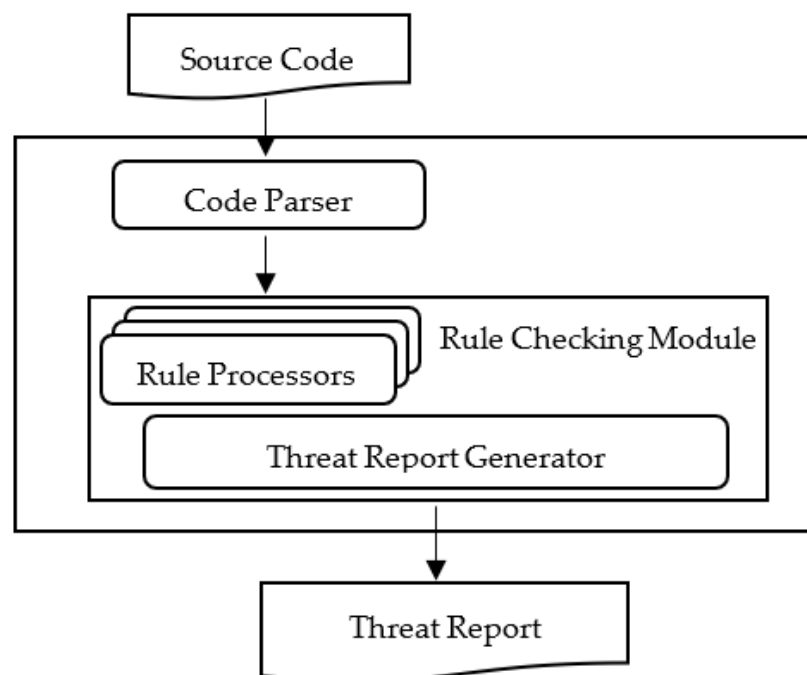 Source Code
Code Parser
Rule Checking Module
Rule Processors
Threat Report Generator
Threat Report